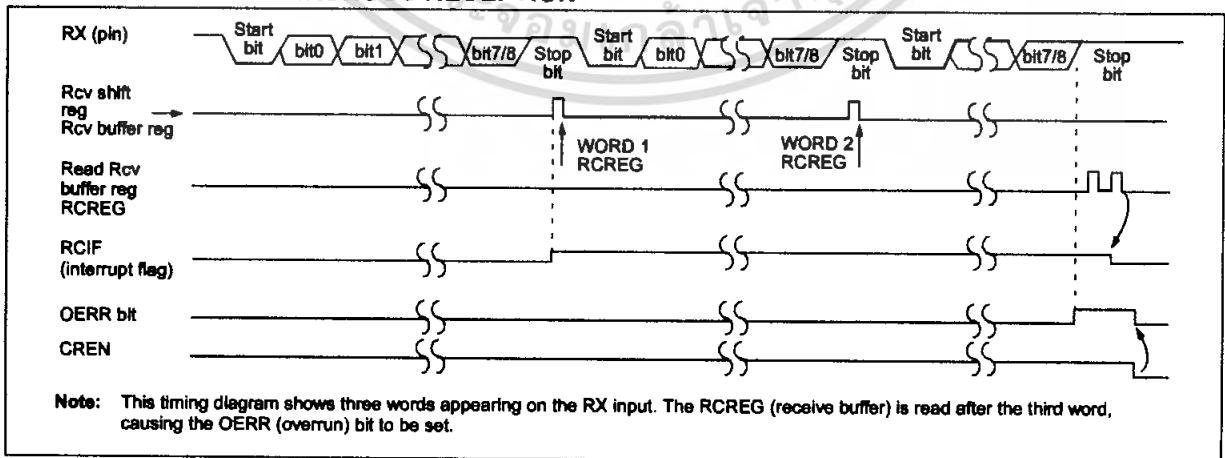 RX (pin)
Start bit
bit0
bit1
bit7/8
Stop bit
Start bit
bit0
bit7/8
Stop bit
Start bit
bit7/8
Stop bit
Rcv shift
reg
Rcv buffer reg
WORD 1
RCREG
WORD 2
RCREG
Read Rcv
buffer reg
RCREG
RCIF
(interrupt flag)
OERR bit
CREN
Note: This timing diagram shows three words appearing on the RX input. The RCREG (receive buffer) is read after the third word,
causing the OERR (overrun) bit to be set.